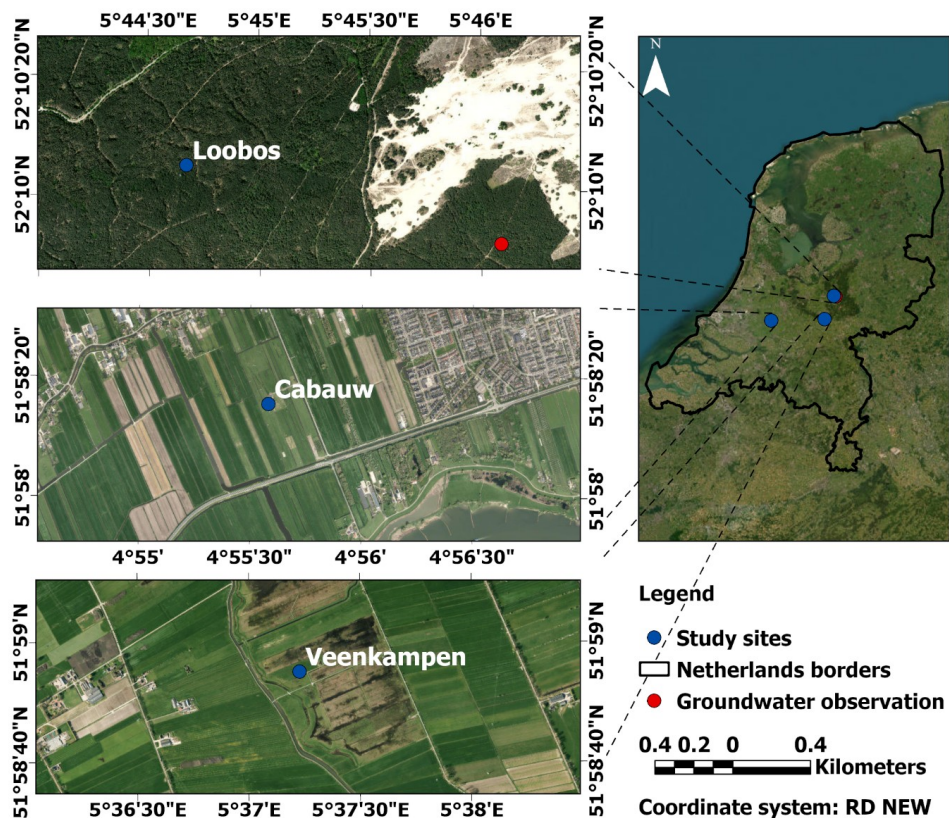 5°44'30"E 5°45' 5°45'30"E 5°46'
52°10'20"N
52°10'N
Loobos
52°10'20"N
52°10'N
N
51°58'20"
51°58'
Cabauw
51°58'20"
51°58'
4°55' 4°55'30" 4°56' 4°56'30"
51°59'N
51°58'40"N
Veenkampen
51°59'N
51°58'40"N
5°36'30"E 5°37' 5°37'30"E 5°38'
Legend
Study sites
Netherlands borders
Groundwater observation
0.4 0.2 0 0.4
Kilometers
Coordinate system: RD NEW